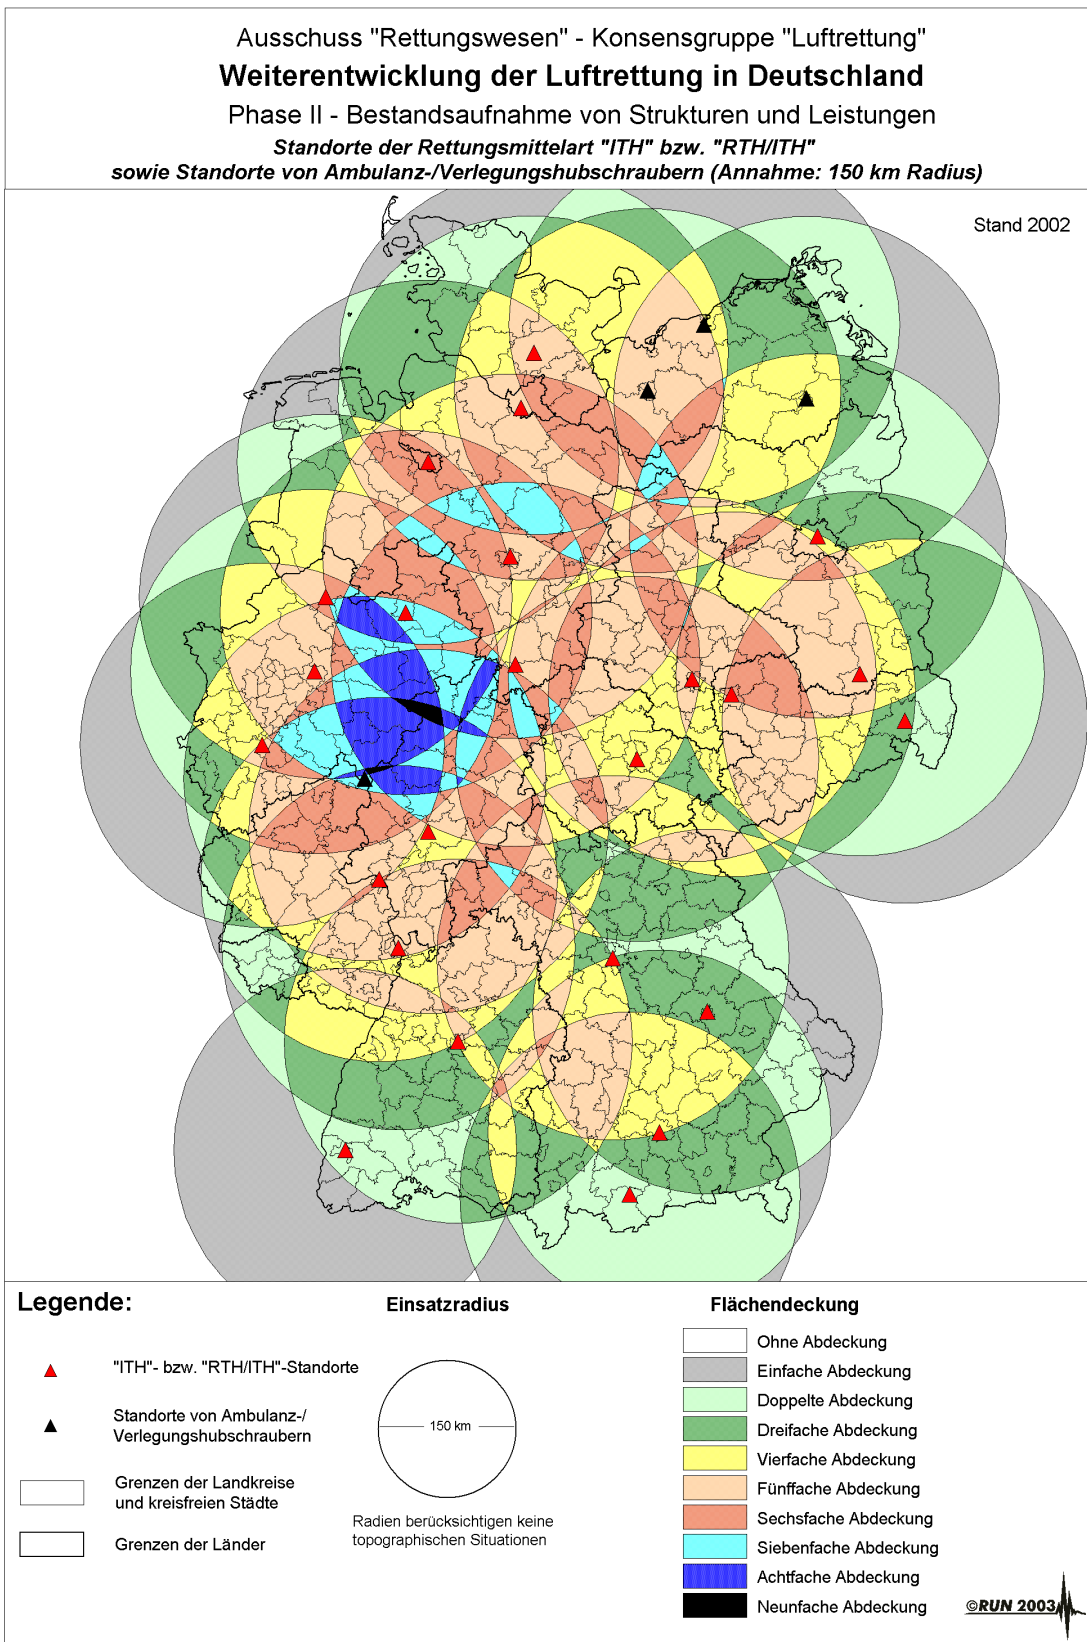 Ausschuss "Rettungswesen" - Konsensgruppe "Luftrettung"
Weiterentwicklung der Luftrettung in Deutschland
Phase II - Bestandsaufnahme von Strukturen und Leistungen
Standorte der Rettungsmittelart "ITH" bzw. "RTH/ITH"
sowie Standorte von Ambulanz-/Verlegungshubschraubern (Annahme: 150 km Radius)
Stand 2002
Legende:
"ITH"- bzw. "RTH/ITH"-Standorte
Standorte von Ambulanz-/
Verlegungshubschraubern
Grenzen der Landkreise
und kreisfreien Städte
Grenzen der Länder
Einsatzradius
150 km
Radien berücksichtigen keine
topographischen Situationen
Flächendeckung
Ohne Abdeckung
Einfache Abdeckung
Doppelte Abdeckung
Dreifache Abdeckung
Vierfache Abdeckung
Fünffache Abdeckung
Sechsfache Abdeckung
Siebenfache Abdeckung
Achtfache Abdeckung
Neunfache Abdeckung
©RUN 2003